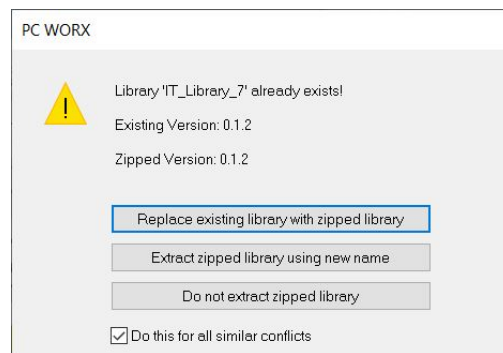 PC WORX
Library 'IT_Library_7' already exists!
Existing Version: 0.1.2
Zipped Version: 0.1.2
Replace existing library with zipped library
Extract zipped library using new name
Do not extract zipped library
Do this for all similar conflicts